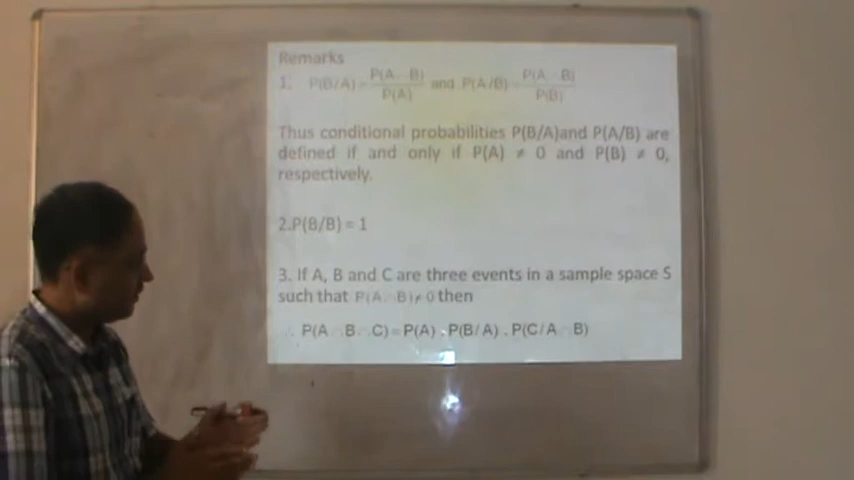 Remarks
1. P(B/A)=P(A∩B)/P(A) and P(A/B)=P(A∩B)/P(B)
Thus conditional probabilities P(B/A)and P(A/B) are
defined if and only if P(A) ≠ 0 and P(B) ≠ 0,
respectively.
2.P(B/B) = 1
3. If A, B and C are three events in a sample space S
such that P(A∩B)≠0 then
∴ P(A∩B∩C)=P(A).P(B/A).P(C/A∩B)